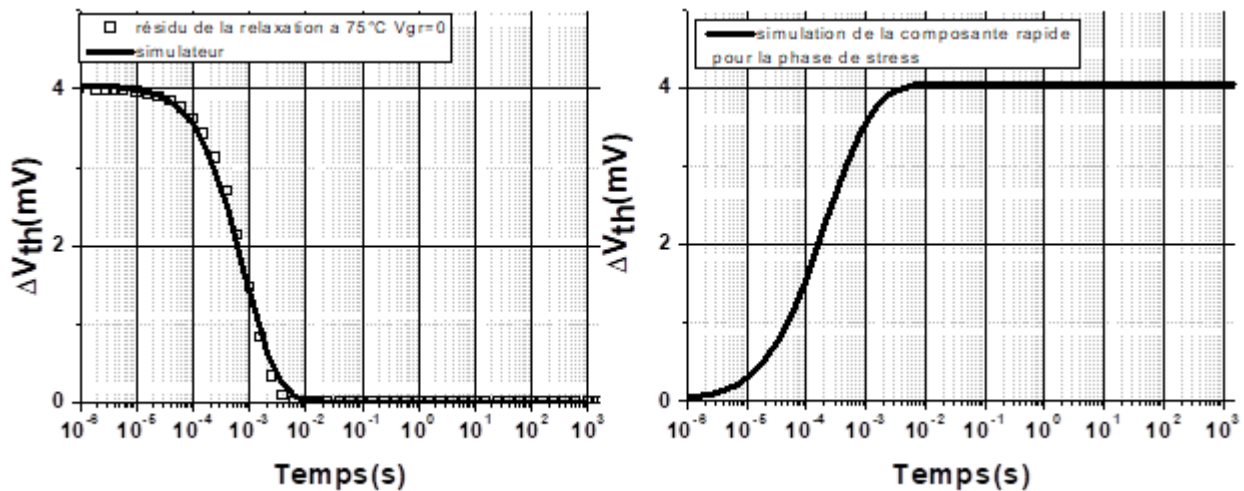 résidu de la relaxation a 75°C Vgr=0
simulateur
4
2
0
ΔVth(mV)
10-6 10-5 10-4 10-3 10-2 10-1 100 101 102 103
Temps(s)
simulation de la composante rapide
pour la phase de stress
4
2
0
ΔVth(mV)
10-6 10-5 10-4 10-3 10-2 10-1 100 101 102 103
Temps(s)